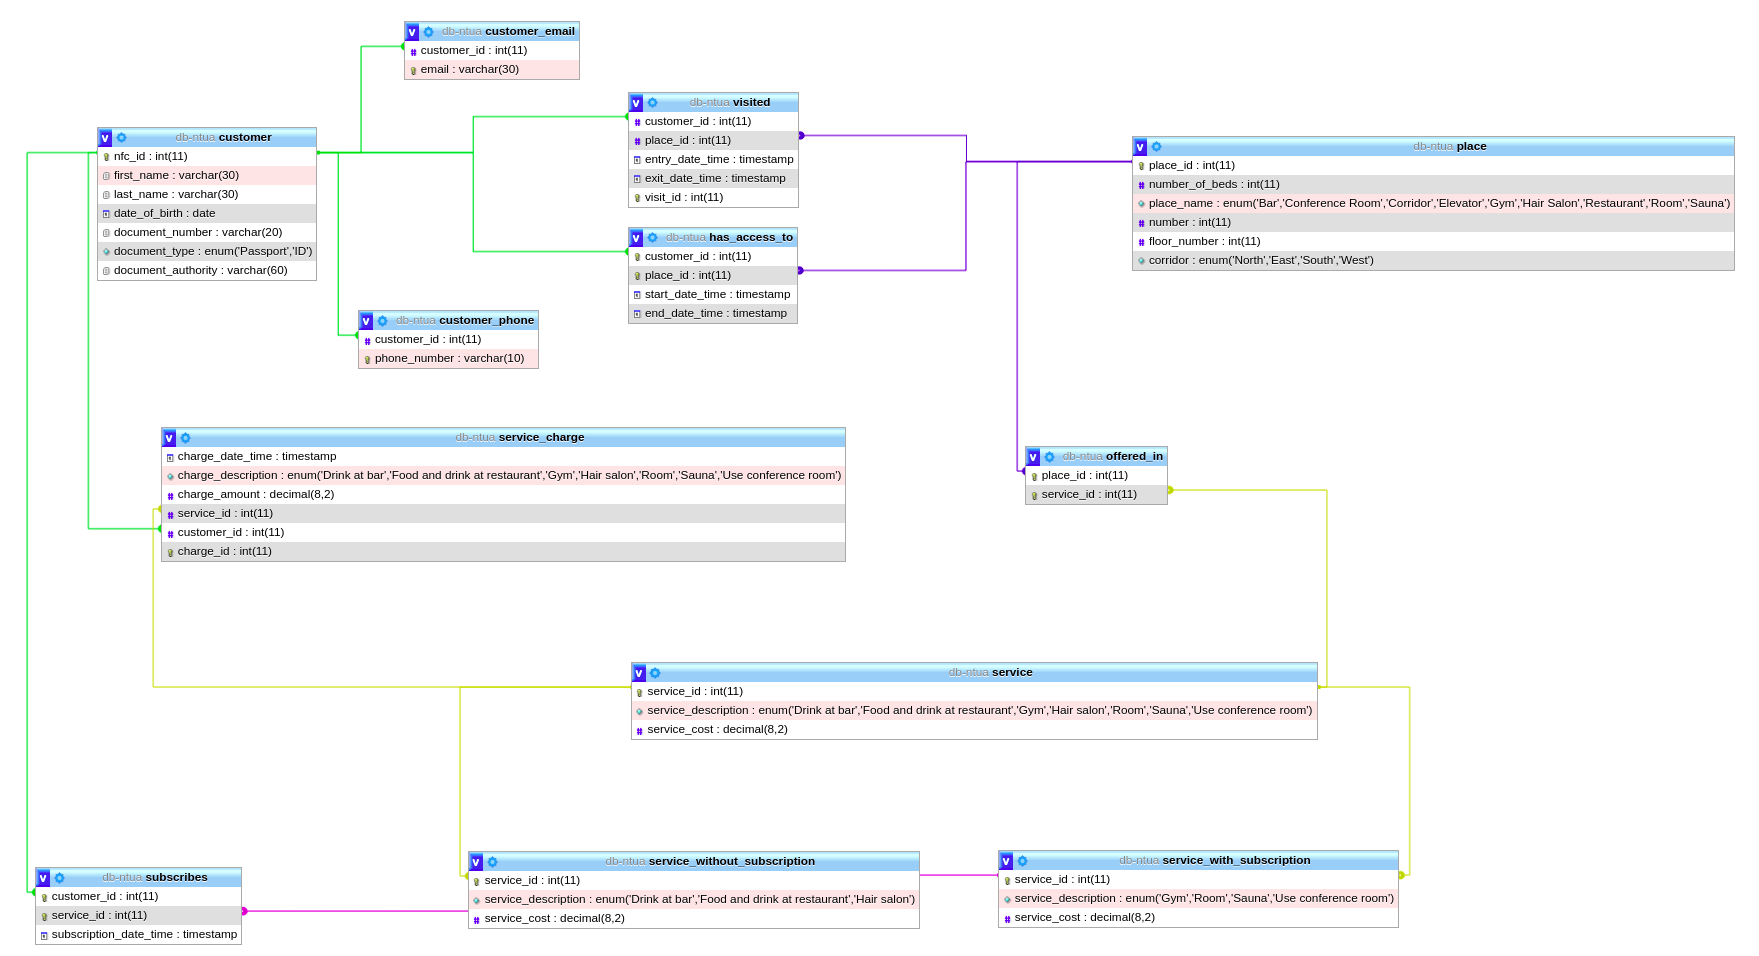 db-ntua customer_email
customer_id : int(11)
email : varchar(30)
db-ntua visited
customer_id : int(11)
place_id : int(11)
entry_date_time : timestamp
exit_date_time : timestamp
visit_id : int(11)
db-ntua customer
nfc_id : int(11)
first_name : varchar(30)
last_name : varchar(30)
date_of_birth : date
document_number : varchar(20)
document_type : enum('Passport','ID')
document_authority : varchar(60)
db-ntua place
place_id : int(11)
number_of_beds : int(11)
place_name : enum('Bar','Conference Room','Corridor','Elevator','Gym','Hair Salon','Restaurant','Room','Sauna')
number : int(11)
floor_number : int(11)
corridor : enum('North','East','South','West')
db-ntua has_access_to
customer_id : int(11)
place_id : int(11)
start_date_time : timestamp
end_date_time : timestamp
db-ntua customer_phone
customer_id : int(11)
phone_number : varchar(10)
db-ntua service_charge
charge_date_time : timestamp
charge_description : enum('Drink at bar','Food and drink at restaurant','Gym','Hair salon','Room','Sauna','Use conference room')
charge_amount : decimal(8,2)
service_id : int(11)
customer_id : int(11)
charge_id : int(11)
db-ntua offered_in
place_id : int(11)
service_id : int(11)
db-ntua service
service_id : int(11)
service_description : enum('Drink at bar','Food and drink at restaurant','Gym','Hair salon','Room','Sauna','Use conference room')
service_cost : decimal(8,2)
db-ntua subscribes
customer_id : int(11)
service_id : int(11)
subscription_date_time : timestamp
db-ntua service_without_subscription
service_id : int(11)
service_description : enum('Drink at bar','Food and drink at restaurant','Hair salon')
service_cost : decimal(8,2)
db-ntua service_with_subscription
service_id : int(11)
service_description : enum('Gym','Room','Sauna','Use conference room')
service_cost : decimal(8,2)